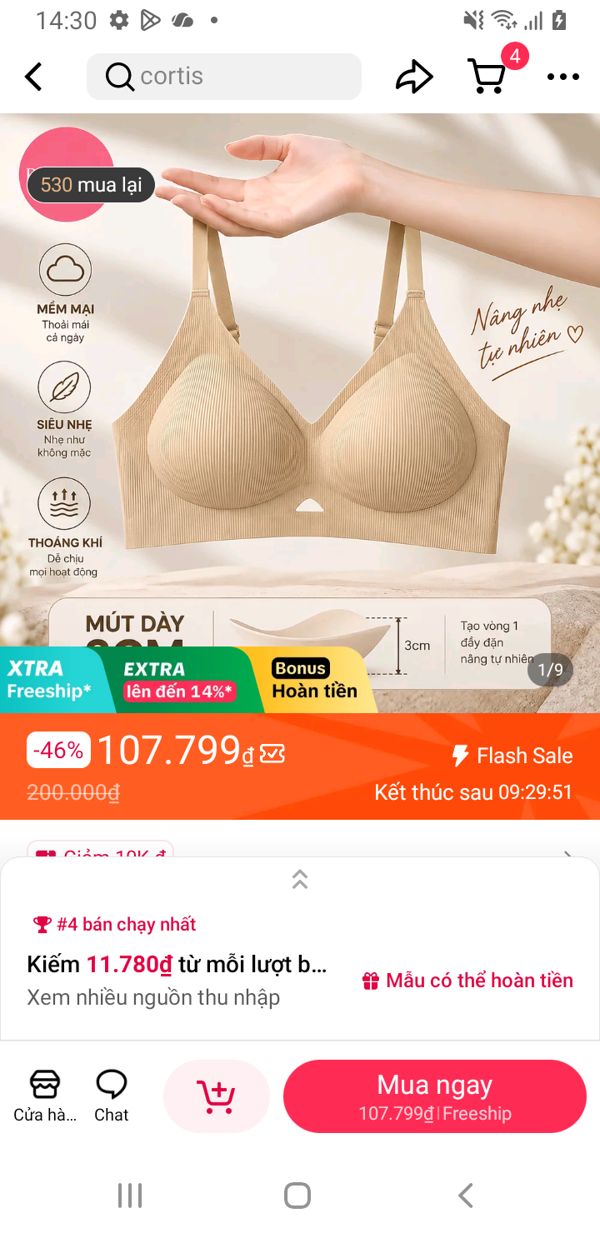 14:30
cortis
4
530 mua lại
MỀM MẠI
Thoải mái
cả ngày
SIÊU NHẸ
Nhẹ như
không mặc
THOÁNG KHÍ
Dễ chịu
mọi hoạt động
Nâng nhẹ
tự nhiên ♡
MÚT DÀY
3cm
Tạo vòng 1
đầy đặn
nâng tự nhiên
1/9
XTRA
Freeship*
EXTRA
lên đến 14%*
Bonus
Hoàn tiền
-46% 107.799₫
200.000₫
Flash Sale
Kết thúc sau 09:29:51
Giảm 10K ₫
#4 bán chạy nhất
Kiếm 11.780₫ từ mỗi lượt b...
Xem nhiều nguồn thu nhập
Mẫu có thể hoàn tiền
Cửa hà...
Chat
Mua ngay
107.799₫|Freeship